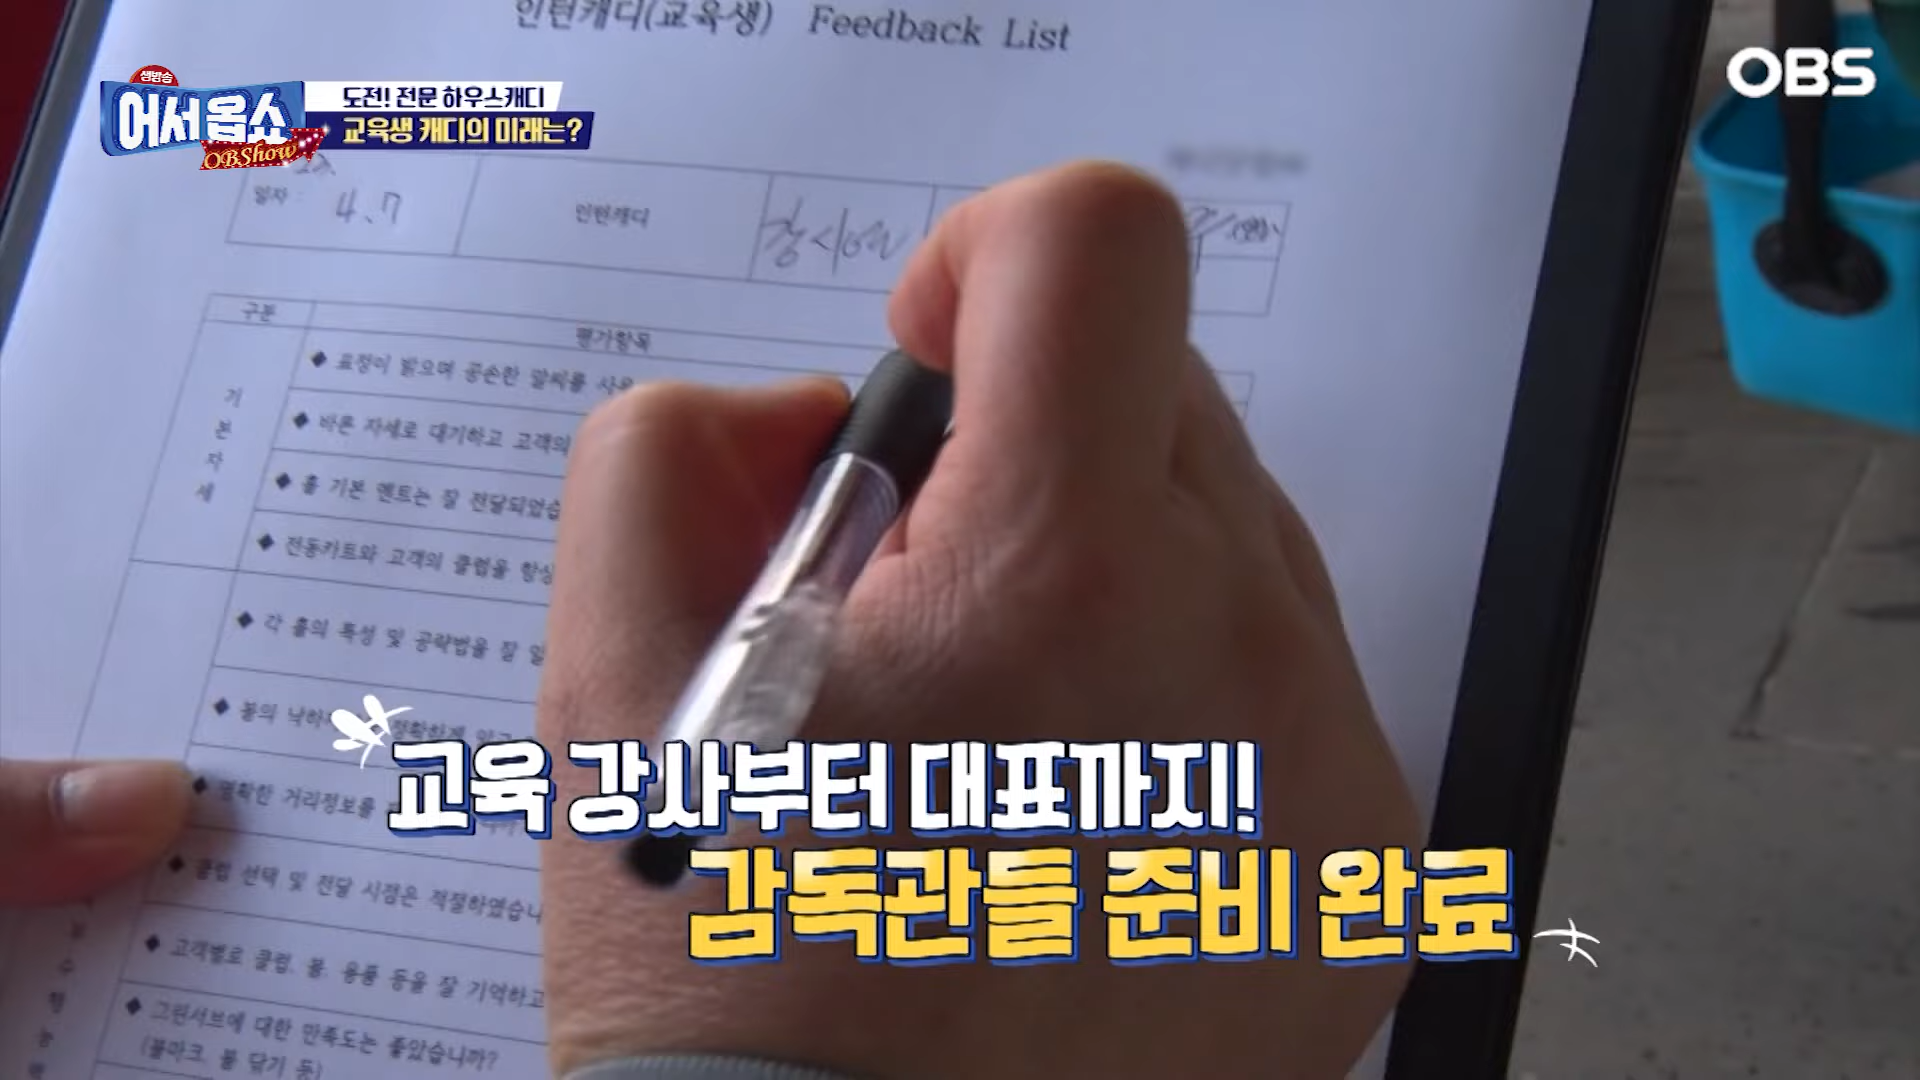 인턴캐디(교육생) Feedback List
OBS
생방송
어서옵쇼
OBShow
도전! 전문 하우스캐디
교육생 캐디의 미래는?
일자 : 4.7 인턴캐디
구분 평가항목
기본자세
◆ 표정이 밝으며 공손한 말씨를 사용
◆ 바른 자세로 대기하고 고객의
◆ 홀 기본 멘트는 잘 전달되었습
◆ 전동카트와 고객의 클럽을 항상
◆ 각 홀의 특성 및 공략법을 잘
◆ 볼의 낙하
◆ 명확한 거리정보를
◆ 클럽 선택 및 전달 시점은 적절하였습니
◆ 고객별로 클럽, 볼, 용품 등을 잘 기억하고
◆ 그린서브에 대한 만족도는 좋았습니까?
(볼마크, 볼 닦기 등)
교육 강사부터 대표까지!
감독관들 준비 완료